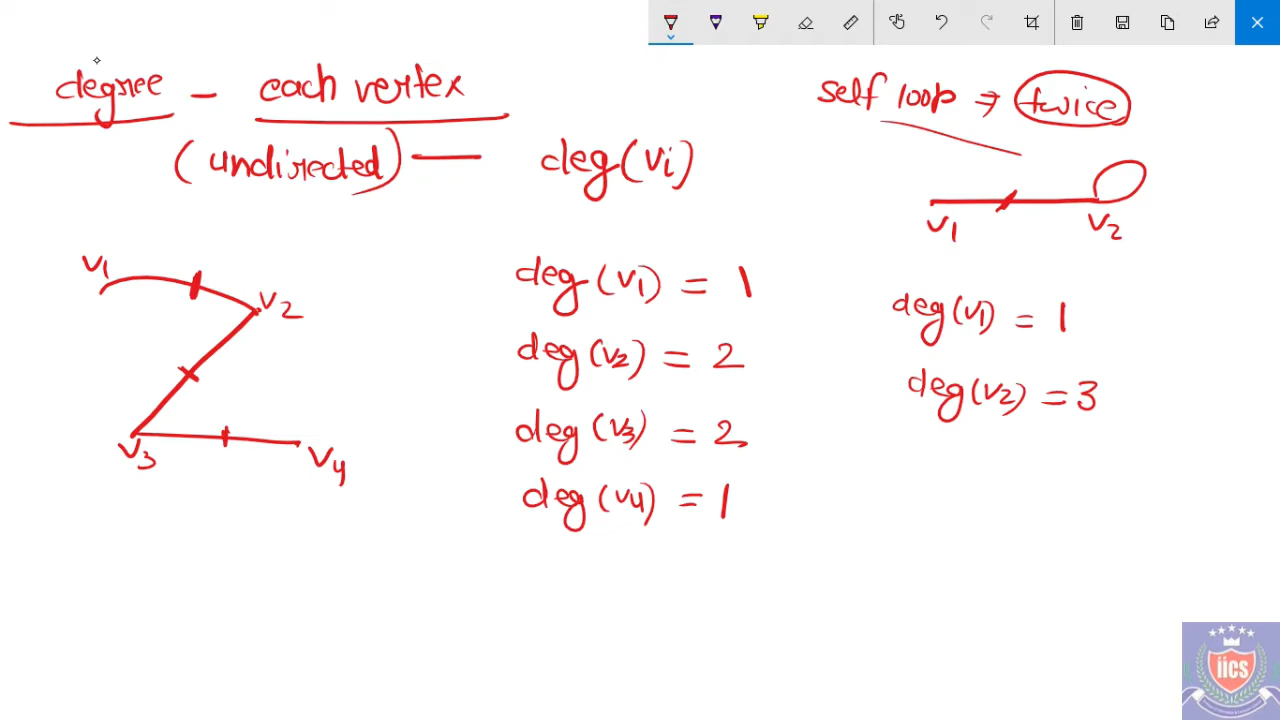 degree - each vertex
(undirected) — deg(vi)
self loop ⇒ twice
v1 v2
v1
v2
v3
v4
deg(v1) = 1
deg(v2) = 2
deg(v3) = 2
deg(v4) = 1
deg(v1) = 1
deg(v2) = 3
iics